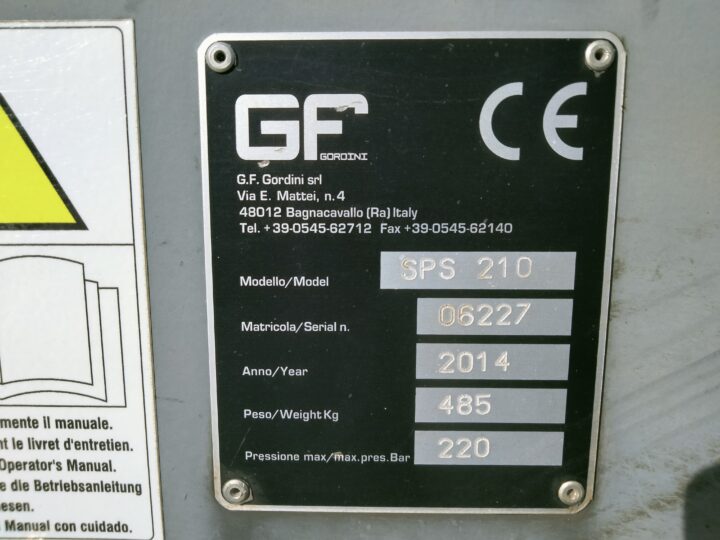 GF
GORDINI
CE
G.F. Gordini srl
Via E. Mattei, n. 4
48012 Bagnacavallo (Ra) Italy
Tel. +39-0545-62712 Fax +39-0545-62140
Modello/Model SPS 210
Matricola/Serial n. 06227
Anno/Year 2014
Peso/Weight Kg 485
Pressione max/max.pres. Bar 220
il manuale.
le livret d'entretien.
Operator's Manual.
die Betriebsanleitung
Manual con cuidado.